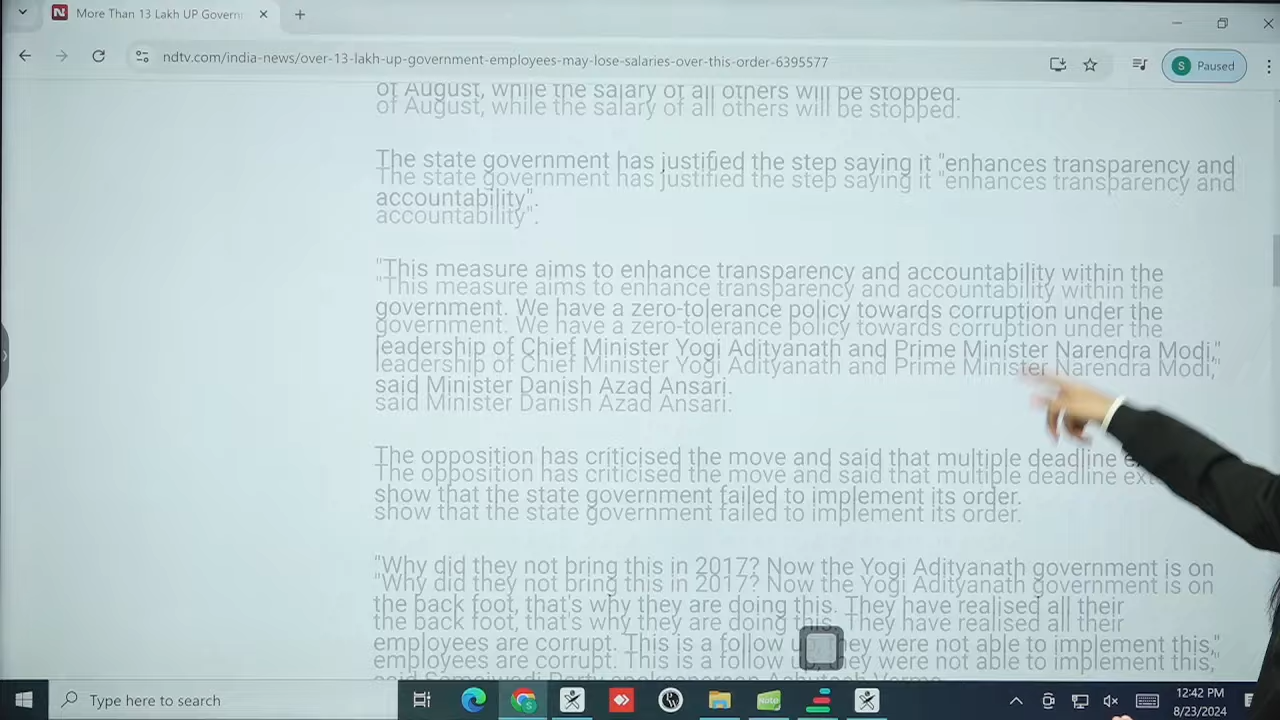 More Than 13 Lakh UP Govern
ndtv.com/india-news/over-13-lakh-up-government-employees-may-lose-salaries-over-this-order-6395577
S Paused
of August, while the salary of all others will be stopped.
The state government has justified the step saying it "enhances transparency and
accountability".
"This measure aims to enhance transparency and accountability within the
government. We have a zero-tolerance policy towards corruption under the
leadership of Chief Minister Yogi Adityanath and Prime Minister Narendra Modi,"
said Minister Danish Azad Ansari.
The opposition has criticised the move and said that multiple deadline
show that the state government failed to implement its order.
"Why did they not bring this in 2017? Now the Yogi Adityanath government is on
the back foot, that's why they are doing this. They have realised all their
employees are corrupt. This is a follow they were not able to implement this,"
Type here to search
Note
12:42 PM
8/23/2024